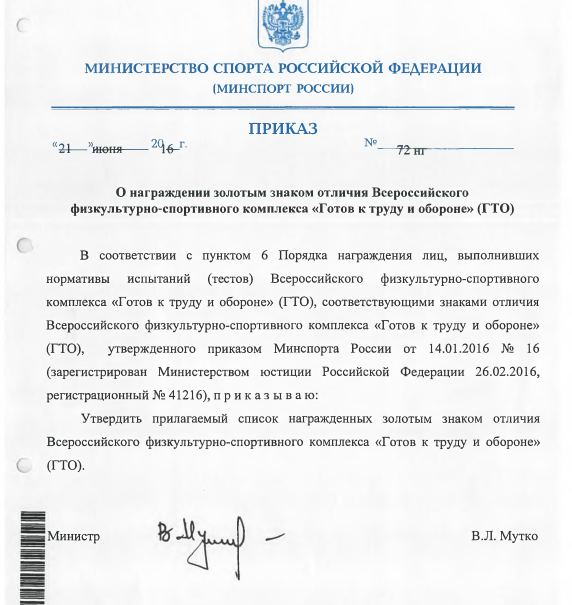 МИНИСТЕРСТВО СПОРТА РОССИЙСКОЙ ФЕДЕРАЦИИ
(МИНСПОРТ РОССИИ)
ПРИКАЗ
"21" июня 2016 г. № 72 нг
О награждении золотым знаком отличия Всероссийского
физкультурно-спортивного комплекса «Готов к труду и обороне» (ГТО)
В соответствии с пунктом 6 Порядка награждения лиц, выполнивших
нормативы испытаний (тестов) Всероссийского физкультурно-спортивного
комплекса «Готов к труду и обороне» (ГТО), соответствующими знаками отличия
Всероссийского физкультурно-спортивного комплекса «Готов к труду и обороне»
(ГТО), утвержденного приказом Минспорта России от 14.01.2016 № 16
(зарегистрирован Министерством юстиции Российской Федерации 26.02.2016,
регистрационный № 41216), п р и к а з ы в а ю:
Утвердить прилагаемый список награжденных золотым знаком отличия
Всероссийского физкультурно-спортивного комплекса «Готов к труду и обороне»
(ГТО).
Министр В.Л. Мутко